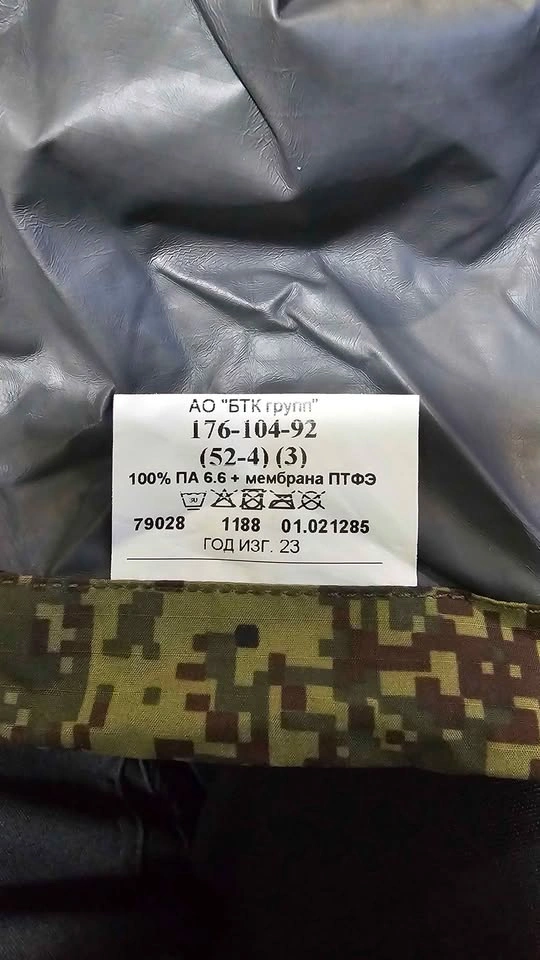 АО "БТК групп"
176-104-92
(52-4) (3)
100% ПА 6.6 + мембрана ПТФЭ
30
79028 1188 01.021285
ГОД ИЗГ. 23